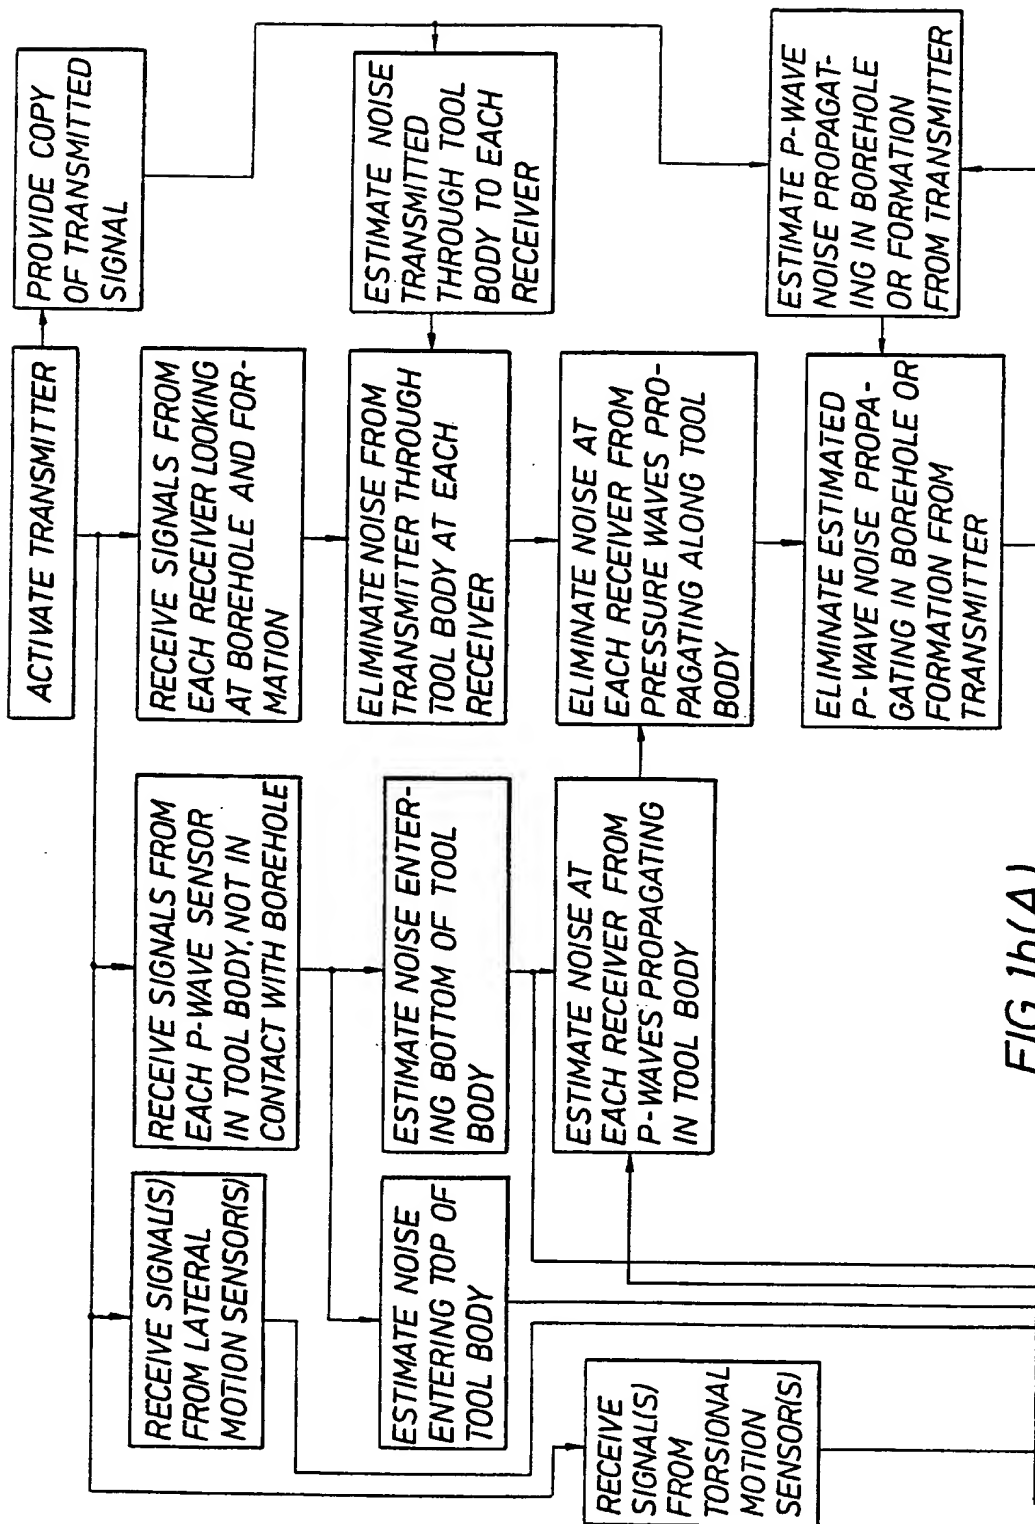 ACTIVATE TRANSMITTER
PROVIDE COPY
OF TRANSMITTED
SIGNAL
RECEIVE SIGNAL(S)
FROM LATERAL
MOTION SENSOR(S)
RECEIVE SIGNALS FROM
EACH P-WAVE SENSOR
IN TOOL BODY, NOT IN
CONTACT WITH BOREHOLE
RECEIVE SIGNALS FROM
EACH RECEIVER LOOKING
AT BOREHOLE AND FOR-
MATION
ESTIMATE NOISE
ENTERING TOP OF
TOOL BODY
ESTIMATE NOISE ENTER-
ING BOTTOM OF TOOL
BODY
ELIMINATE NOISE FROM
TRANSMITTER THROUGH
TOOL BODY AT EACH
RECEIVER
ESTIMATE NOISE
TRANSMITTED
THROUGH TOOL
BODY TO EACH
RECEIVER
RECEIVE
SIGNAL(S)
FROM
TORSIONAL
MOTION
SENSOR(S)
ESTIMATE NOISE AT
EACH RECEIVER FROM
P-WAVES PROPAGATING
IN TOOL BODY
ELIMINATE NOISE AT
EACH RECEIVER FROM
PRESSURE WAVES PRO-
PAGATING ALONG TOOL
BODY
ELIMINATE ESTIMATED
P-WAVE NOISE PROPA-
GATING IN BOREHOLE OR
FORMATION FROM
TRANSMITTER
ESTIMATE P-WAVE
NOISE PROPAGAT-
ING IN BOREHOLE
OR FORMATION
FROM TRANSMITTER
FIG. 1b(A)